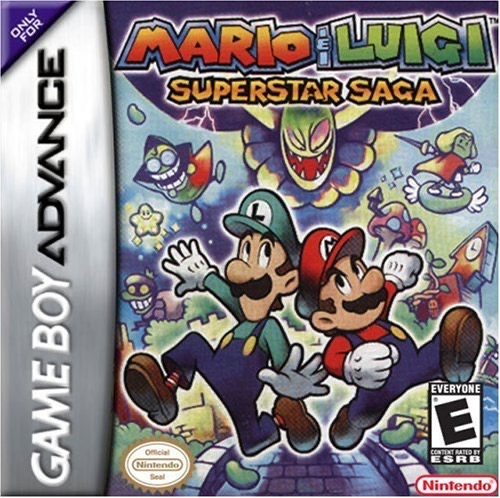 ONLY
FOR
GAME BOY ADVANCE
MARIO & LUIGI
SUPERSTAR SAGA
L
M
EVERYONE
E
CONTENT RATED BY
ESRB
Official
Nintendo
Seal
Nintendo